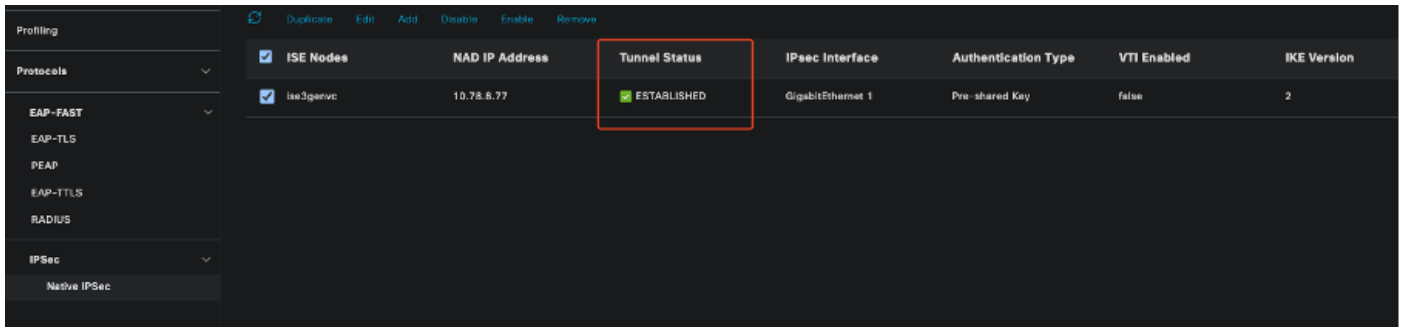 Profiling
Protocols
EAP-FAST
EAP-TLS
PEAP
EAP-TTLS
RADIUS
IPSec
Native IPSec
Duplicate Edit Add Disable Enable Remove
ISE Nodes NAD IP Address Tunnel Status IPsec Interface Authentication Type VTI Enabled IKE Version
ise3genvc 10.78.8.77 ESTABLISHED GigabitEthernet 1 Pre-shared Key false 2